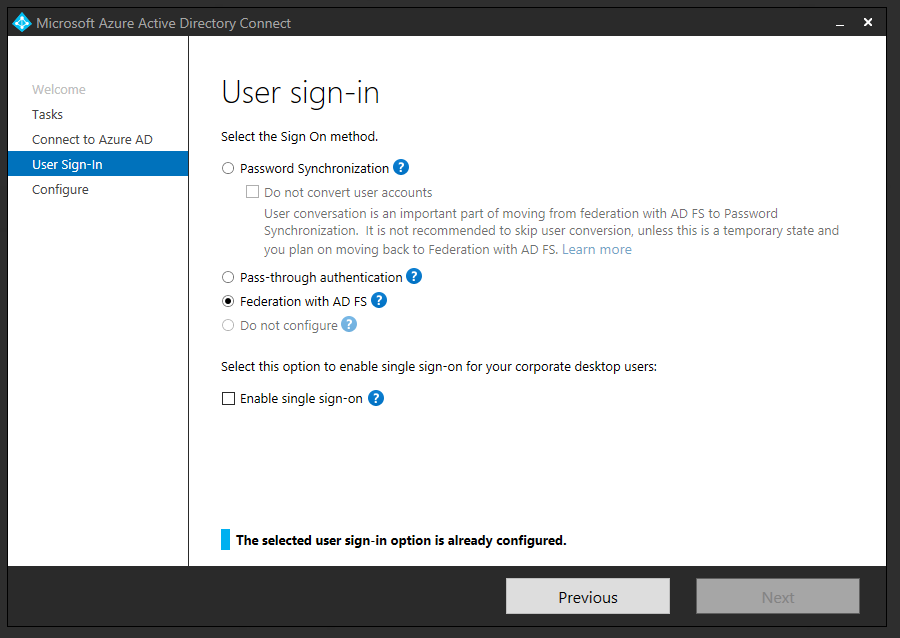 Microsoft Azure Active Directory Connect
Welcome
Tasks
Connect to Azure AD
User Sign-In
Configure
User sign-in
Select the Sign On method.
Password Synchronization ?
Do not convert user accounts
User conversation is an important part of moving from federation with AD FS to Password
Synchronization.  It is not recommended to skip user conversion, unless this is a temporary state and
you plan on moving back to Federation with AD FS. Learn more
Pass-through authentication ?
Federation with AD FS ?
Do not configure ?
Select this option to enable single sign-on for your corporate desktop users:
Enable single sign-on ?
The selected user sign-in option is already configured.
Previous
Next